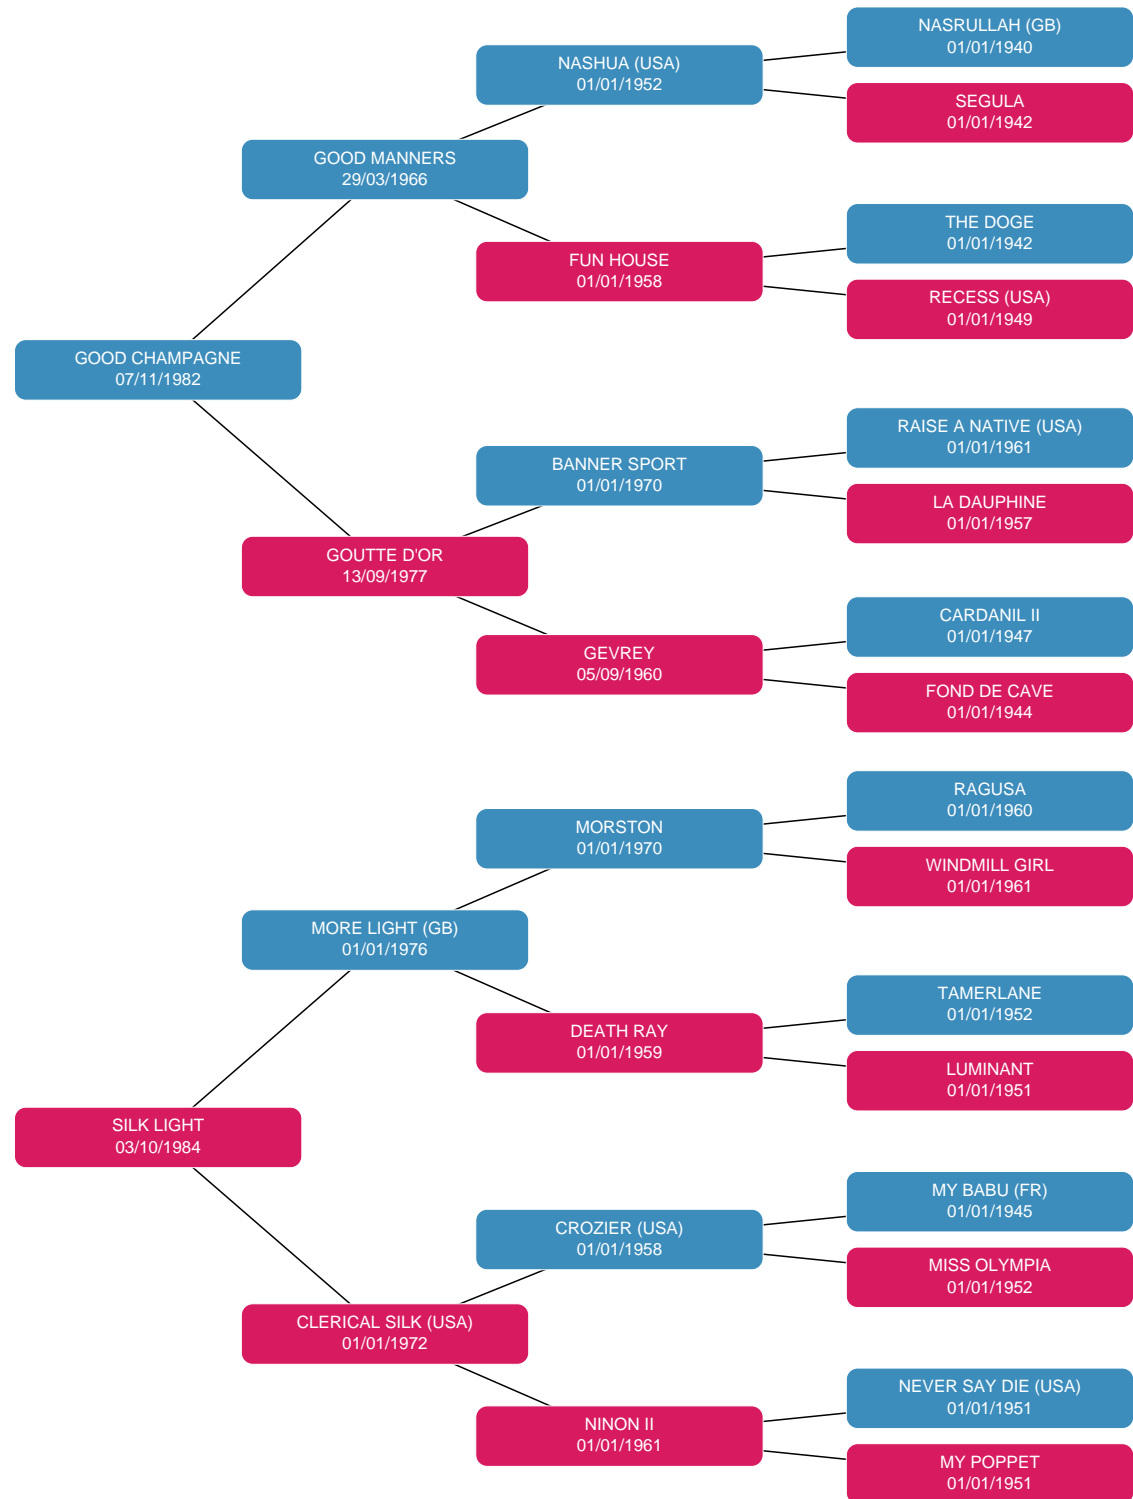 NASRULLAH (GB)
01/01/1940
NASHUA (USA)
01/01/1952
SEGULA
01/01/1942
GOOD MANNERS
29/03/1966
THE DOGE
01/01/1942
FUN HOUSE
01/01/1958
RECESS (USA)
01/01/1949
GOOD CHAMPAGNE
07/11/1982
RAISE A NATIVE (USA)
01/01/1961
BANNER SPORT
01/01/1970
LA DAUPHINE
01/01/1957
GOUTTE D'OR
13/09/1977
CARDANIL II
01/01/1947
GEVREY
05/09/1960
FOND DE CAVE
01/01/1944
RAGUSA
01/01/1960
MORSTON
01/01/1970
WINDMILL GIRL
01/01/1961
MORE LIGHT (GB)
01/01/1976
TAMERLANE
01/01/1952
DEATH RAY
01/01/1959
LUMINANT
01/01/1951
SILK LIGHT
03/10/1984
MY BABU (FR)
01/01/1945
CROZIER (USA)
01/01/1958
MISS OLYMPIA
01/01/1952
CLERICAL SILK (USA)
01/01/1972
NEVER SAY DIE (USA)
01/01/1951
NINON II
01/01/1961
MY POPPET
01/01/1951